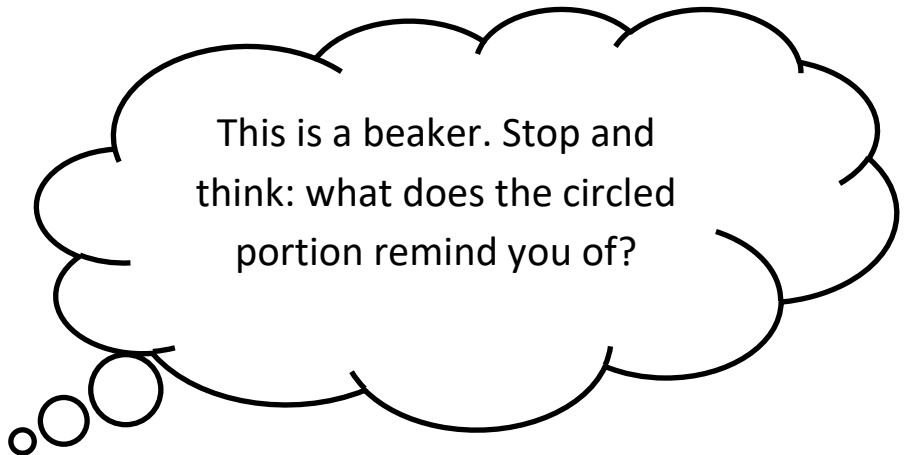 This is a beaker. Stop and
think: what does the circled
portion remind you of?